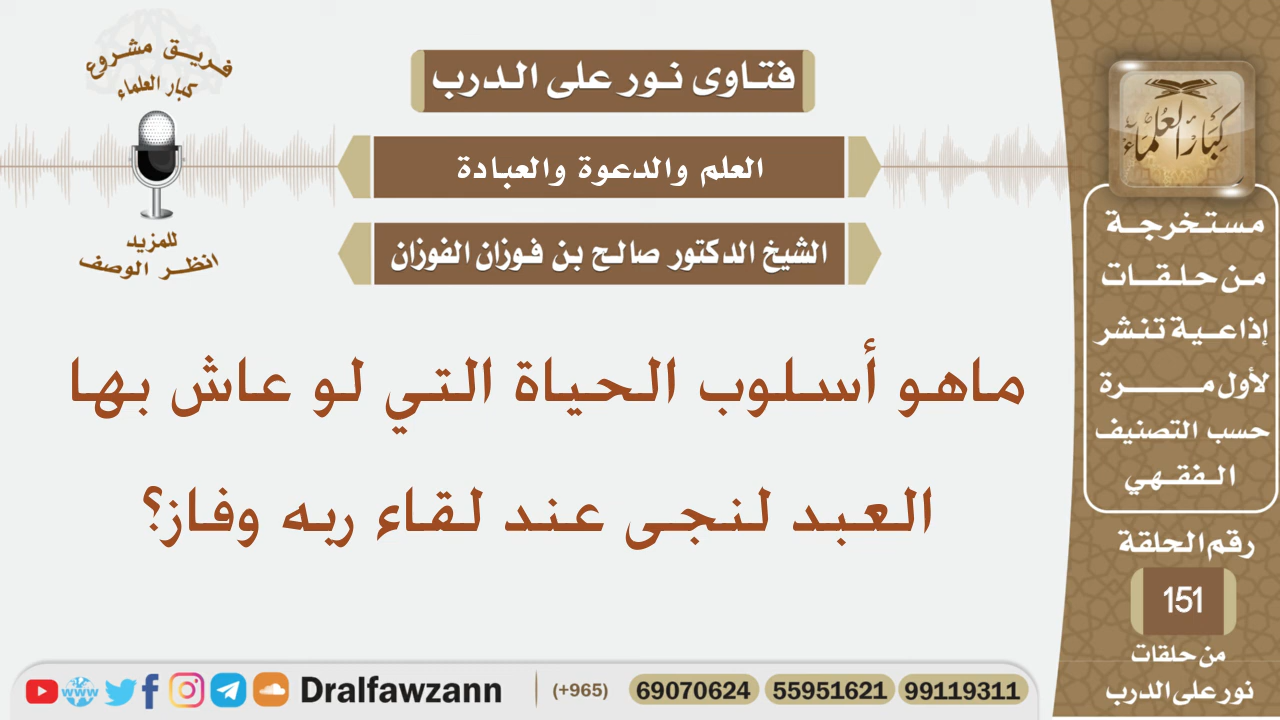 فريق مشروع
كبار العلماء
للمزيد
انظر الوصف
فتاوى نور على الدرب
العلم والدعوة والعبادة
الشيخ الدكتور صالح بن فوزان الفوزان
ماهو أسلوب الحياة التي لو عاش بها
العبد لنجى عند لقاء ربه وفاز؟
كبار العلماء
مستخرجة
من حلقات
إذاعية تنشر
لأول مرة
حسب التصنيف
الفقهي
رقم الحلقة
151
من حلقات
نور على الدرب
www Dralfawzann (+965) 69070624 55951621 99119311